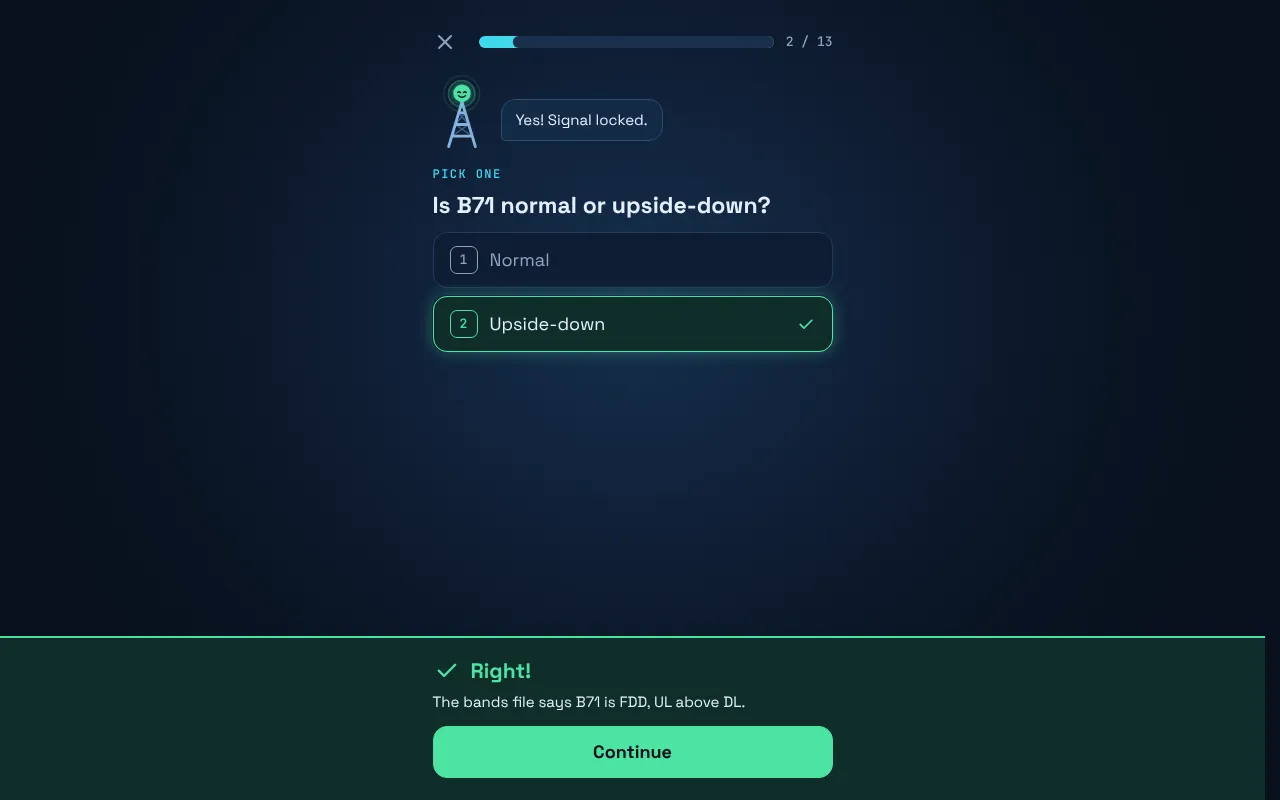 2 / 13
Yes! Signal locked.
PICK ONE
Is B71 normal or upside-down?
1 Normal
2 Upside-down
Right!
The bands file says B71 is FDD, UL above DL.
Continue